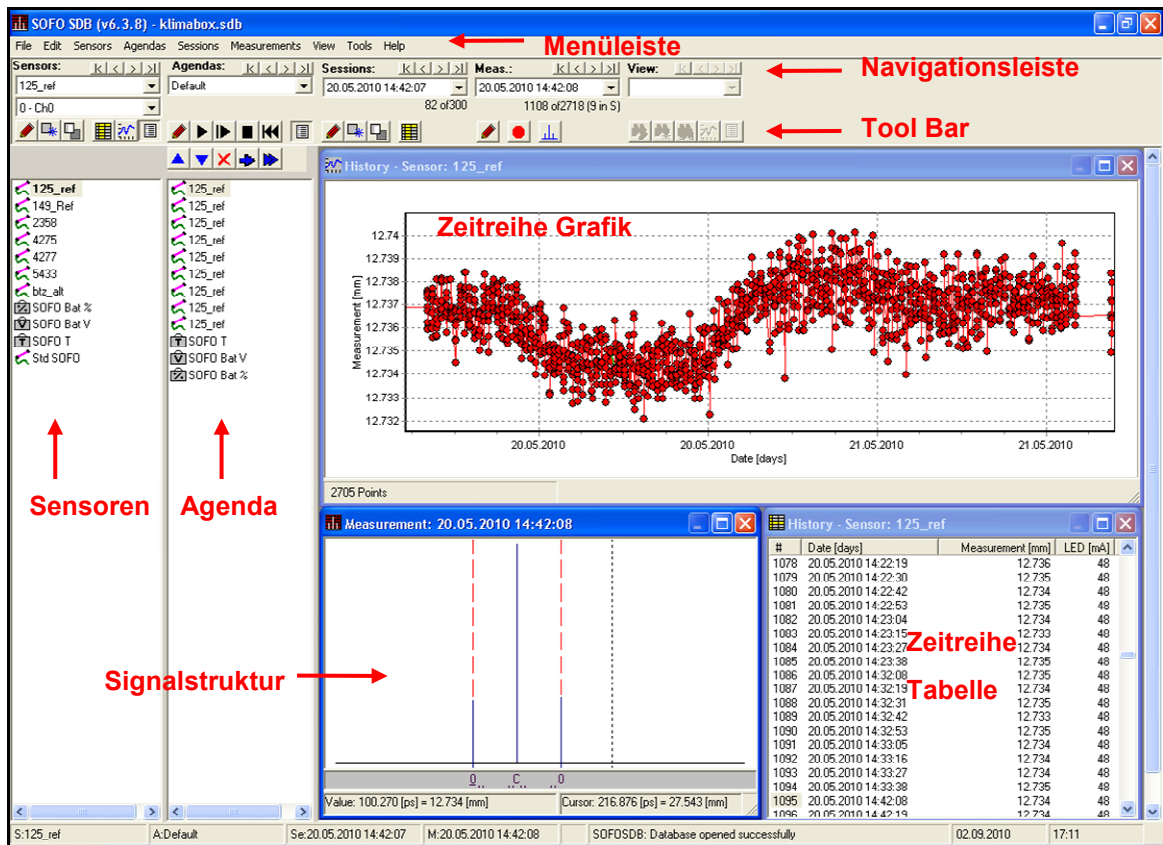 SOFO SDB (v6.3.8) - klimabox.sdb
File Edit Sensors Agendas Sessions Measurements View Tools Help
Menüleiste
Sensors: Agendas: Sessions: Meas.: View:
Navigationsleiste
125_ref Default 20.05.2010 14:42:07 20.05.2010 14:42:08
0 - Ch0 82 of300 1108 of2718 (9 in S)
Tool Bar
125_ref
149_Ref
2358
4275
4277
5433
btz_alt
SOFO Bat %
SOFO Bat V
SOFO T
Std SOFO
Sensoren
125_ref
125_ref
125_ref
125_ref
125_ref
125_ref
125_ref
125_ref
125_ref
SOFO T
SOFO Bat V
SOFO Bat %
Agenda
History - Sensor: 125_ref
Zeitreihe Grafik
Measurement [mm]
12.74
12.739
12.738
12.737
12.736
12.735
12.734
12.733
12.732
20.05.2010 20.05.2010 21.05.2010 21.05.2010
Date [days]
2705 Points
Measurement: 20.05.2010 14:42:08
Signalstruktur
0 C 0
Value: 100.270 [ps] = 12.734 [mm] Cursor: 216.876 [ps] = 27.543 [mm]
History - Sensor: 125_ref
# Date [days] Measurement [mm] LED [mA]
1078 20.05.2010 14:22:19 12.736 48
1079 20.05.2010 14:22:30 12.735 48
1080 20.05.2010 14:22:42 12.734 48
1081 20.05.2010 14:22:53 12.735 48
1082 20.05.2010 14:23:04 12.734 48
1083 20.05.2010 14:23:15 12.733 48
1084 20.05.2010 14:23:27 12.734 48
1085 20.05.2010 14:23:38 12.735 48
1086 20.05.2010 14:32:08 12.735 48
1087 20.05.2010 14:32:19 12.734 48
1088 20.05.2010 14:32:31 12.735 48
1089 20.05.2010 14:32:42 12.733 48
1090 20.05.2010 14:32:53 12.735 48
1091 20.05.2010 14:33:05 12.734 48
1092 20.05.2010 14:33:16 12.734 48
1093 20.05.2010 14:33:27 12.734 48
1094 20.05.2010 14:33:38 12.735 48
1095 20.05.2010 14:42:08 12.734 48
1096 20.05.2010 14:42:19 12.735 48
Zeitreihe
Tabelle
S:125_ref A:Default Se:20.05.2010 14:42:07 M:20.05.2010 14:42:08 SOFOSDB: Database opened successfully 02.09.2010 17:11